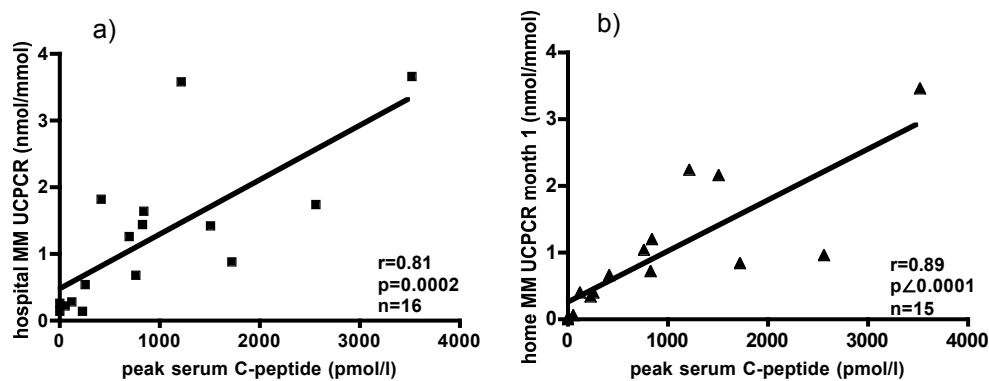 a)
hospital MM UCPCR (nmol/mmol)
4
3
2
1
0
0 1000 2000 3000 4000
peak serum C-peptide (pmol/l)
r=0.81
p=0.0002
n=16
b)
home MM UCPCR month 1 (nmol/mmol)
4
3
2
1
0
0 1000 2000 3000 4000
peak serum C-peptide (pmol/l)
r=0.89
p∠0.0001
n=15